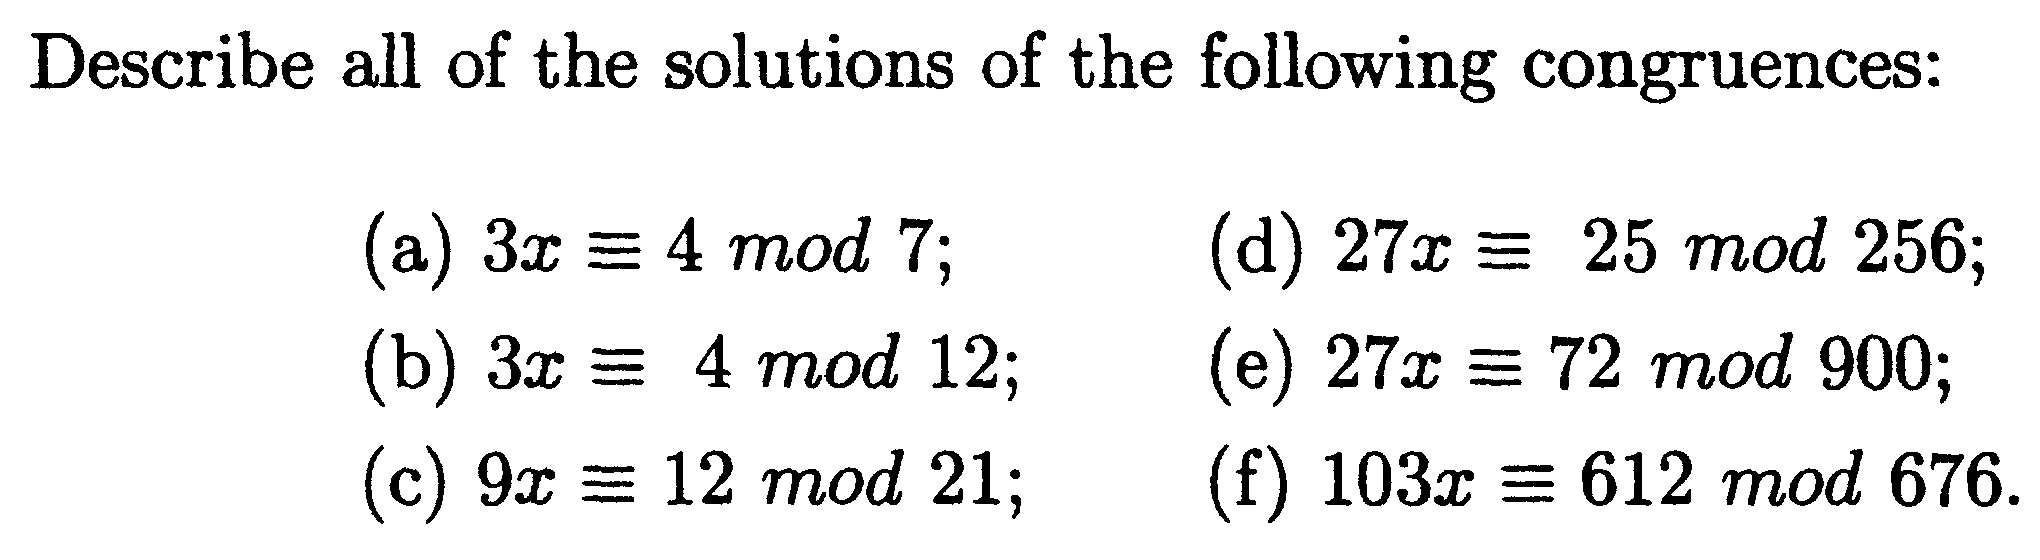 Describe all of the solutions of the following congruences:
(a) 3x ≡ 4 mod 7;
(d) 27x ≡ 25 mod 256;
(b) 3x ≡ 4 mod 12;
(e) 27x ≡ 72 mod 900;
(c) 9x ≡ 12 mod 21;
(f) 103x ≡ 612 mod 676.